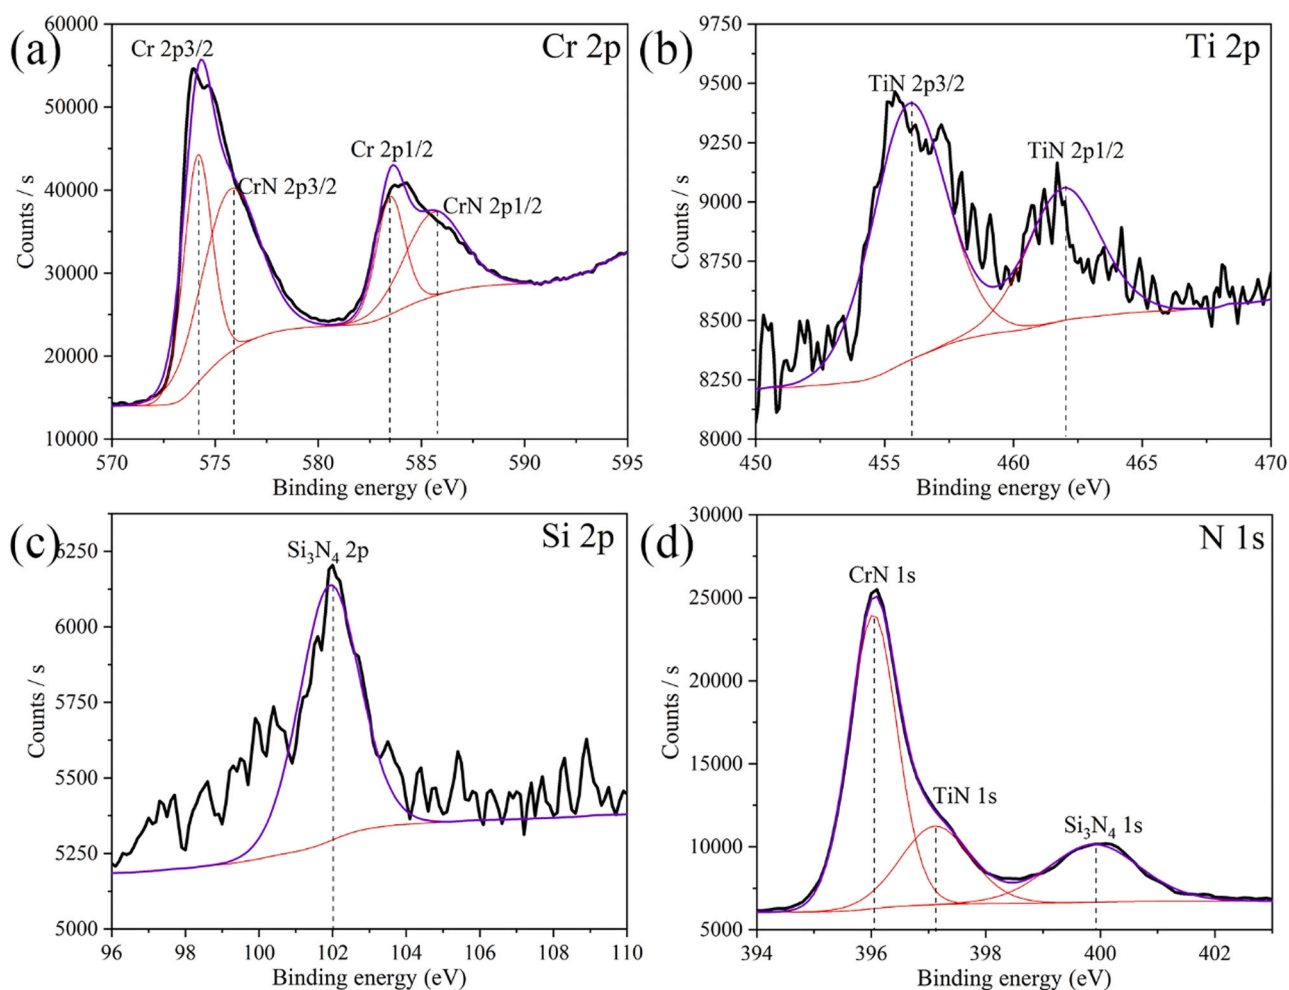 (a)
Cr 2p
Cr 2p3/2
CrN 2p3/2
Cr 2p1/2
CrN 2p1/2
60000
50000
40000
30000
20000
10000
Counts / s
570 575 580 585 590 595
Binding energy (eV)
(b)
Ti 2p
TiN 2p3/2
TiN 2p1/2
9750
9500
9250
9000
8750
8500
8250
8000
Counts / s
450 455 460 465 470
Binding energy (eV)
(c)
Si 2p
Si₃N₄ 2p
6250
6000
5750
5500
5250
5000
Counts / s
96 98 100 102 104 106 108 110
Binding energy (eV)
(d)
N 1s
CrN 1s
TiN 1s
Si₃N₄ 1s
30000
25000
20000
15000
10000
5000
Counts / s
394 396 398 400 402
Binding energy (eV)